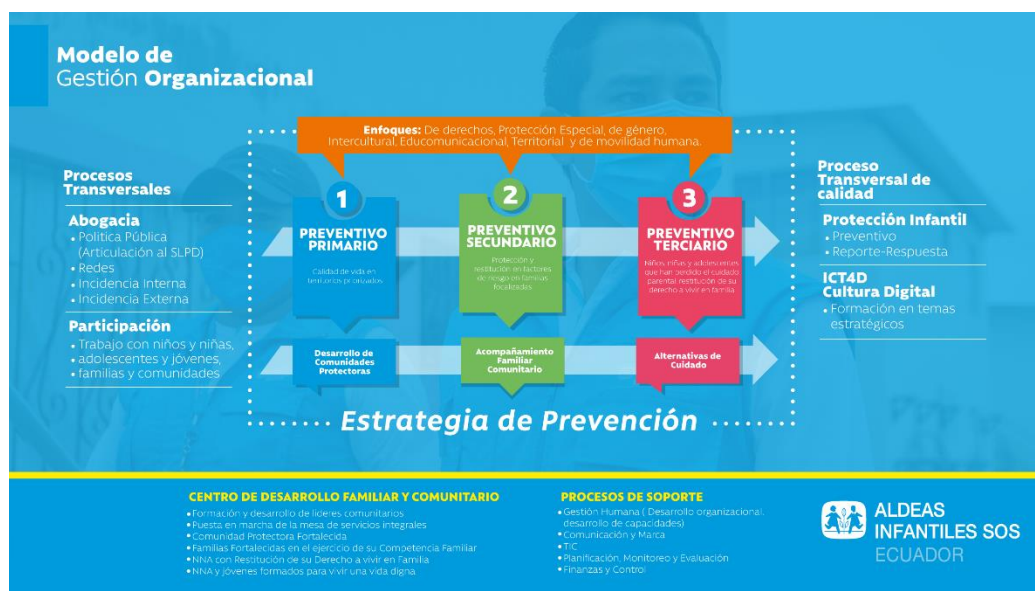 Modelo de
Gestión Organizacional
Enfoques: De derechos, Protección Especial, de género,
Intercultural, Educomunicacional, Territorial y de movilidad humana.
Procesos
Transversales
Abogacia
• Política Pública
(Articulación al SLPD)
• Redes
• Incidencia Interna
• Incidencia Externa
Participación
• Trabajo con niños y niñas,
• adolescentes y jóvenes,
• familias y comunidades
1
PREVENTIVO
PRIMARIO
Calidad de vida en
territorios priorizados
Desarrollo de
Comunidades
Protectoras
2
PREVENTIVO
SECUNDARIO
Protección y
restitución en factores
de riesgo en familias
focalizadas
Acompañamiento
Familiar
Comunitario
3
PREVENTIVO
TERCIARIO
Niños, niñas y adolescentes
que han perdido el cuidado
parental restitución de su
derecho a vivir en familia
Alternativas de
Cuidado
Proceso
Transversal de
calidad
Protección Infantil
• Preventivo
• Reporte-Respuesta
ICT4D
Cultura Digital
• Formación en temas
estratégicos
Estrategia de Prevención
CENTRO DE DESARROLLO FAMILIAR Y COMUNITARIO
• Formación y desarrollo de líderes comunitarios
• Puesta en marcha de la mesa de servicios integrales
• Comunidad Protectora Fortalecida
• Familias Fortalecidas en el ejercicio de su Competencia Familiar
• NNA con Restitución de su Derecho a vivir en Familia
• NNA y jóvenes formados para vivir una vida digna
PROCESOS DE SOPORTE
• Gestión Humana ( Desarrollo organizacional,
desarrollo de capacidades)
• Comunicación y Marca
• TIC
• Planificación, Monitoreo y Evaluación
• Finanzas y Control
ALDEAS
INFANTILES SOS
ECUADOR